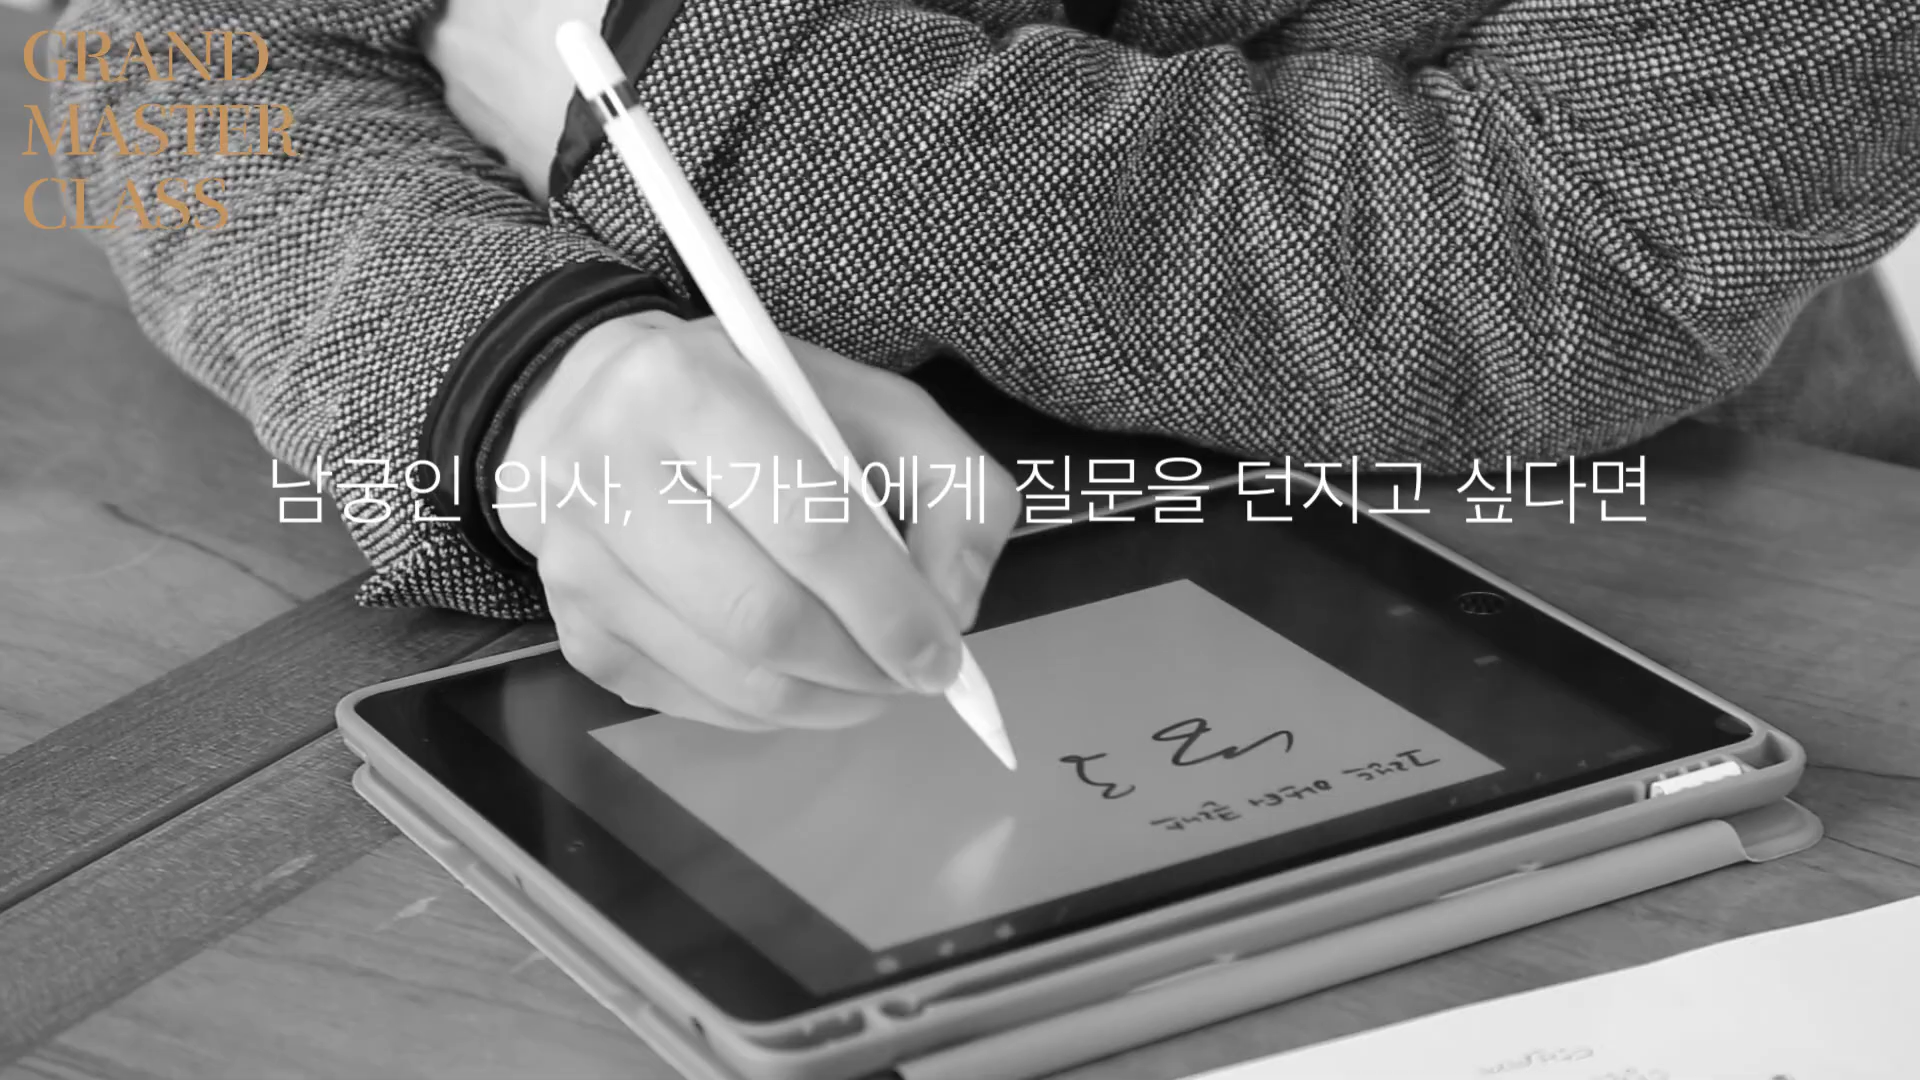 GRAND
MASTER
CLASS
남궁인 의사, 작가님에게 질문을 던지고 싶다면